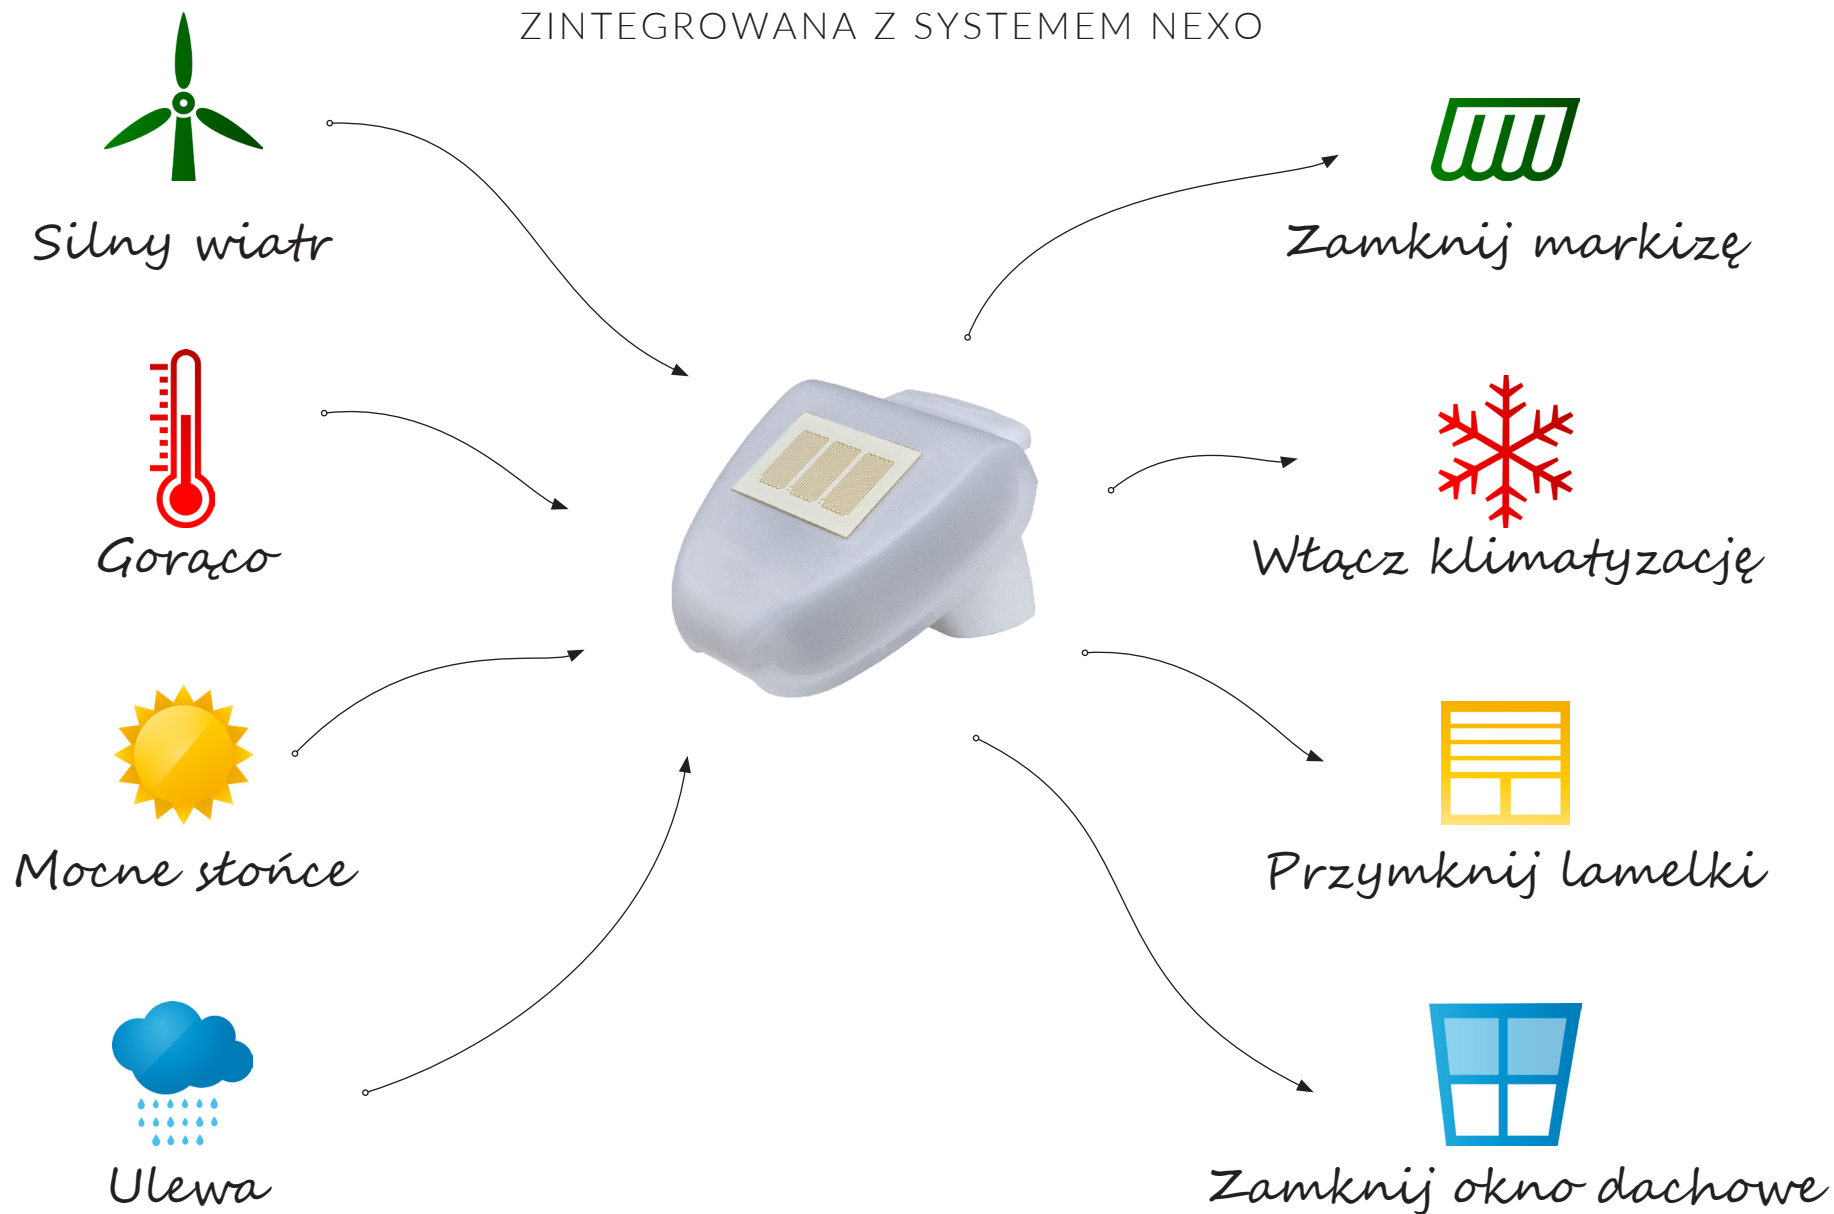 ZINTEGROWANA Z SYSTEMEM NEXO
Silny wiatr
Zamknij markizę
Gorąco
Włącz klimatyzację
Mocne słońce
Przymknij lamelki
Ulewa
Zamknij okno dachowe